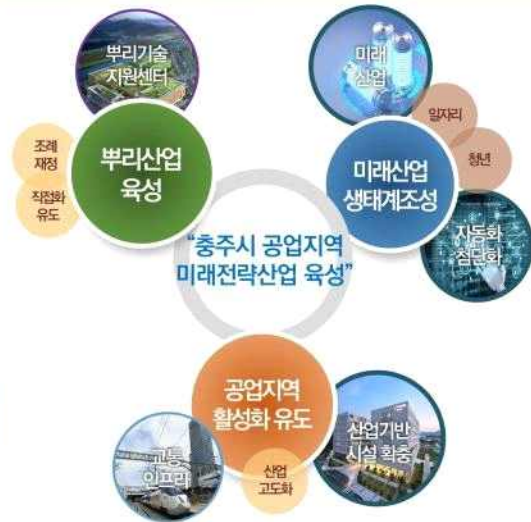 뿌리기술
지원센터
조례
재정
직접화
유도
뿌리산업
육성
미래
산업
일자리
청년
미래산업
생태계조성
자동화
첨단화
“충주시 공업지역
미래전략산업 육성”
공업지역
활성화 유도
교통
인프라
산업
고도화
산업기반
시설 확충